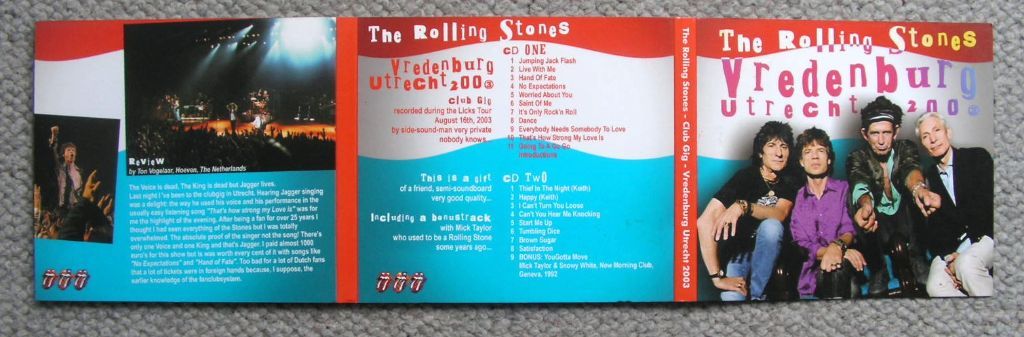 Review
by Ton Vogelaar, Hoeven, The Netherlands
The Voice is dead. The King is dead but Jagger lives.
Last night I've been to the clubgig in Utrecht. Hearing Jagger singing
was a delight: the way he used his voice and his performance in the
usually easy listening song "That's how strong my Love is" was for
me the highlight of the evening. After being a fan for over 25 years I
thought I had seen everything of the Stones but I was totally
overwhelmed. The absolute proof of the singer not the song! There's
only one Voice and one King and that's Jagger. I paid almost 1000
euro's for this show but is was worth every cent of it with songs like
"No Expectations" and "Hand of Fate". Too bad for a lot of Dutch fans
that a lot of tickets were in foreign hands because, I suppose, the
earlier knowledge of the fanclubsystem.
The Rolling Stones
Vredenburg
Utrecht 2003
club Gig
recorded during the Licks Tour
August 16th, 2003
by side-sound-man very private
nobody knows...
This is a gift
of a friend, semi-soundboard
very good quality...
Including a bonustrack
with Mick Taylor
who used to be a Rolling Stone
some years ago...
CD ONE
1 Jumping Jack Flash
2 Live With Me
3 Hand Of Fate
4 No Expectations
5 Worried About You
6 Saint Of Me
7 It's Only Rock'n Roll
8 Dance
9 Everybody Needs Somebody To Love
10 That's How Strong My Love Is
11 Going To A Go Go
introductions
CD TwO
1 Thief In The Night (Keith)
2 Happy (Keith)
3 I Can't Turn You Loose
4 Can't You Hear Me Knocking
5 Start Me Up
6 Tumbling Dice
7 Brown Sugar
8 Satisfaction
9 BONUS: YouGotta Move
Mick Taylor & Snowy White, New Morning Club,
Geneva, 1992
The Rolling Stones - Club Gig - Vredenburg Utrecht 2003
The Rolling Stones
Vredenburg
Utrecht 2003